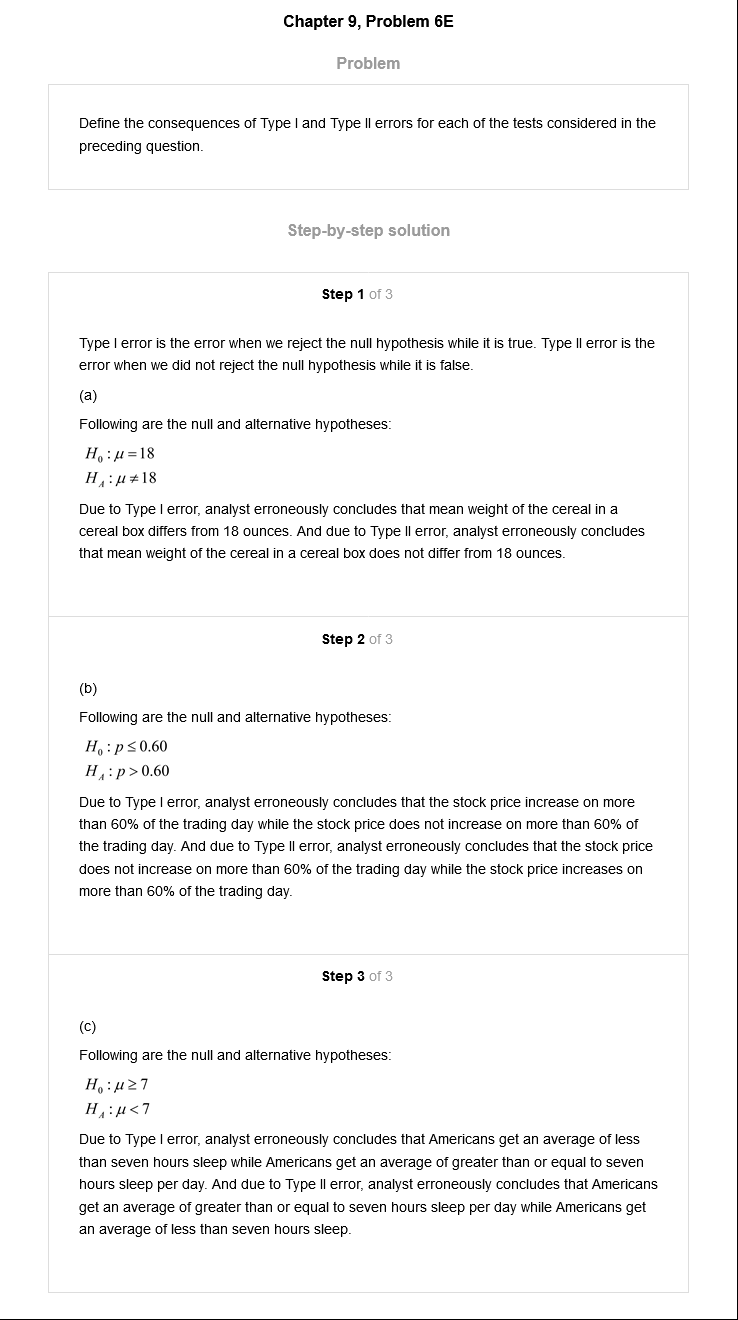 Chapter 9, Problem 6E
Problem
Define the consequences of Type I and Type II errors for each of the tests considered in the
preceding question.
Step-by-step solution
Step 1 of 3
Type I error is the error when we reject the null hypothesis while it is true. Type II error is the
error when we did not reject the null hypothesis while it is false.
(a)
Following are the null and alternative hypotheses:
H₀ : μ = 18
H_A : μ ≠ 18
Due to Type I error, analyst erroneously concludes that mean weight of the cereal in a
cereal box differs from 18 ounces. And due to Type II error, analyst erroneously concludes
that mean weight of the cereal in a cereal box does not differ from 18 ounces.
Step 2 of 3
(b)
Following are the null and alternative hypotheses:
H₀ : p ≤ 0.60
H_A : p > 0.60
Due to Type I error, analyst erroneously concludes that the stock price increase on more
than 60% of the trading day while the stock price does not increase on more than 60% of
the trading day. And due to Type II error, analyst erroneously concludes that the stock price
does not increase on more than 60% of the trading day while the stock price increases on
more than 60% of the trading day.
Step 3 of 3
(c)
Following are the null and alternative hypotheses:
H₀ : μ ≥ 7
H_A : μ < 7
Due to Type I error, analyst erroneously concludes that Americans get an average of less
than seven hours sleep while Americans get an average of greater than or equal to seven
hours sleep per day. And due to Type II error, analyst erroneously concludes that Americans
get an average of greater than or equal to seven hours sleep per day while Americans get
an average of less than seven hours sleep.